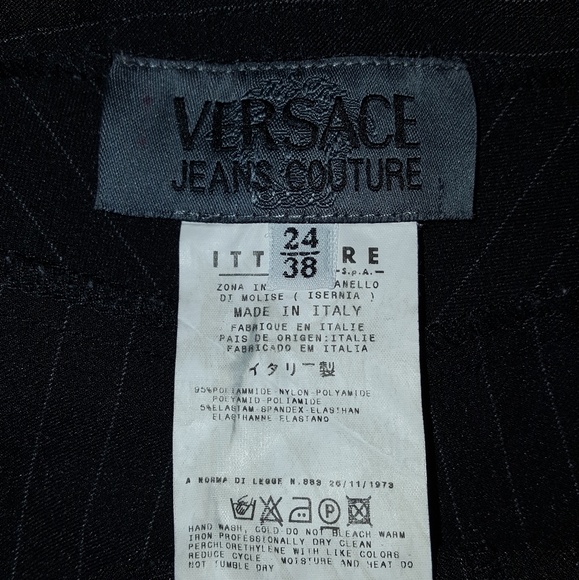 VERSACE
JEANS COUTURE
24
38
ITT RE
-S.p.A.-
ZONA IN ANELLO
DI MOLISE ( ISERNIA )
MADE IN ITALY
FABRIQUE EN ITALIE
PAIS DE ORIGEN:ITALIE
FABRICADO EM ITALIA
イタリー製
95%POLIAMMIDE-NYLON-POLYAMIDE
POLYAMID-POLIAMIDE
5%ELASTAM-SPANDEX-ELASTHAN
ELASTHANNE-ELASTANO
A NORMA DI LEGGE N.883 26/11/1973
P
HAND WASH, COLD-DO NOT BLEACH WARM
IRON PROFESSIONALLY DRY CLEAN -
PERCHLORETHYLENE WITH LIKE COLORS -
REDUCE CYCLE - MOISTURE AND HEAT DO
NOT TUMBLE DRY